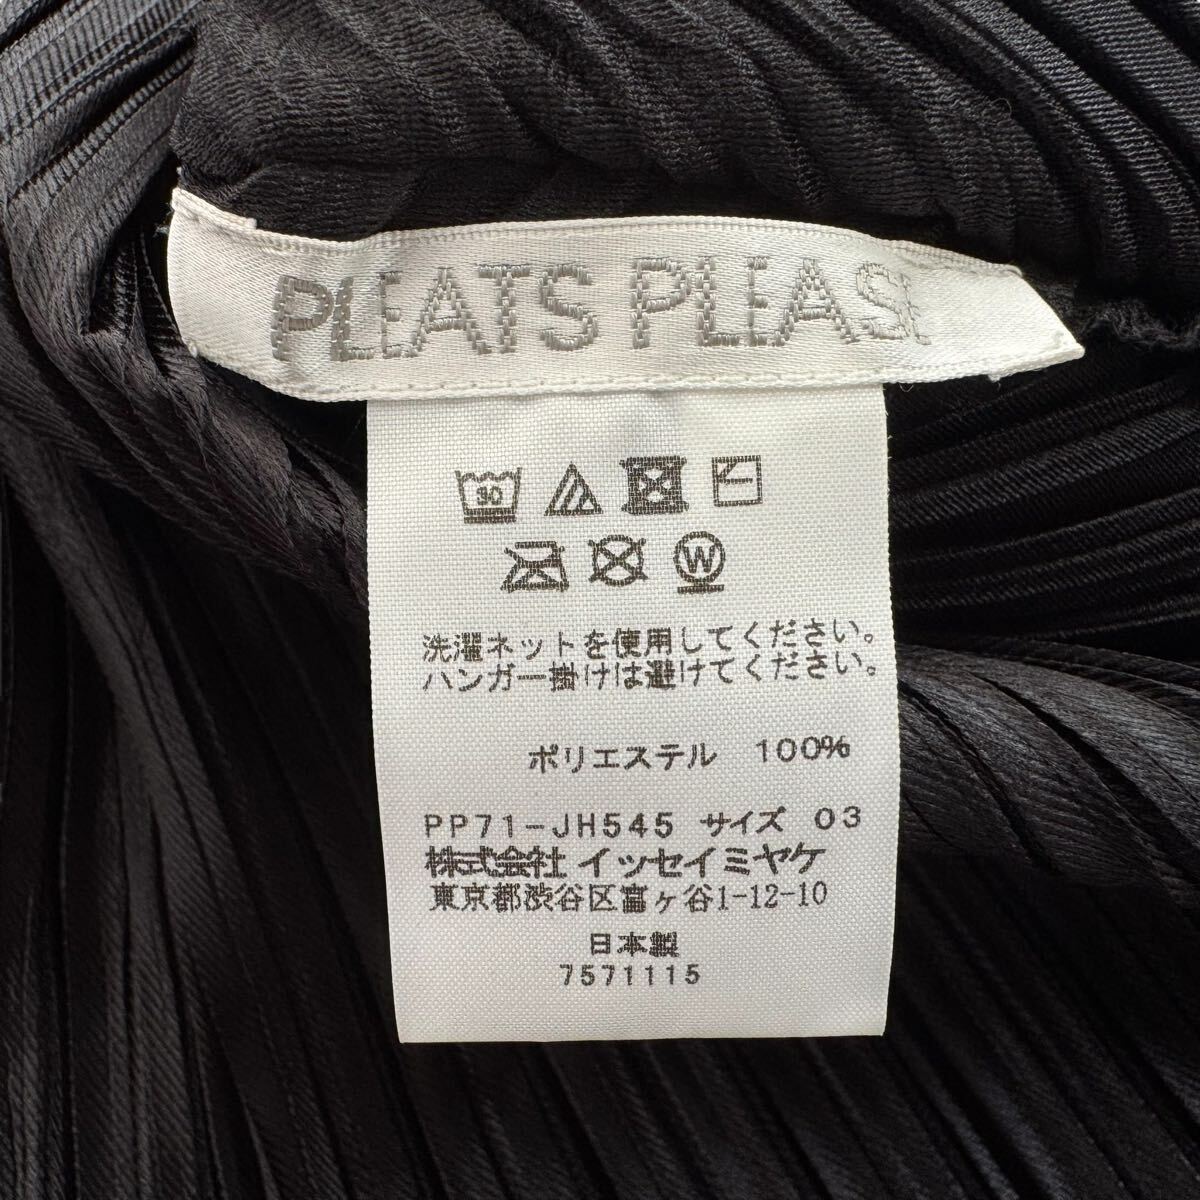 PLEATS PLEASE
30
W
洗濯ネットを使用してください。
ハンガー掛けは避けてください。
ポリエステル 100%
PP71-JH545 サイズ 03
株式会社 イッセイミヤケ
東京都渋谷区富ヶ谷1-12-10
日本製
7571115